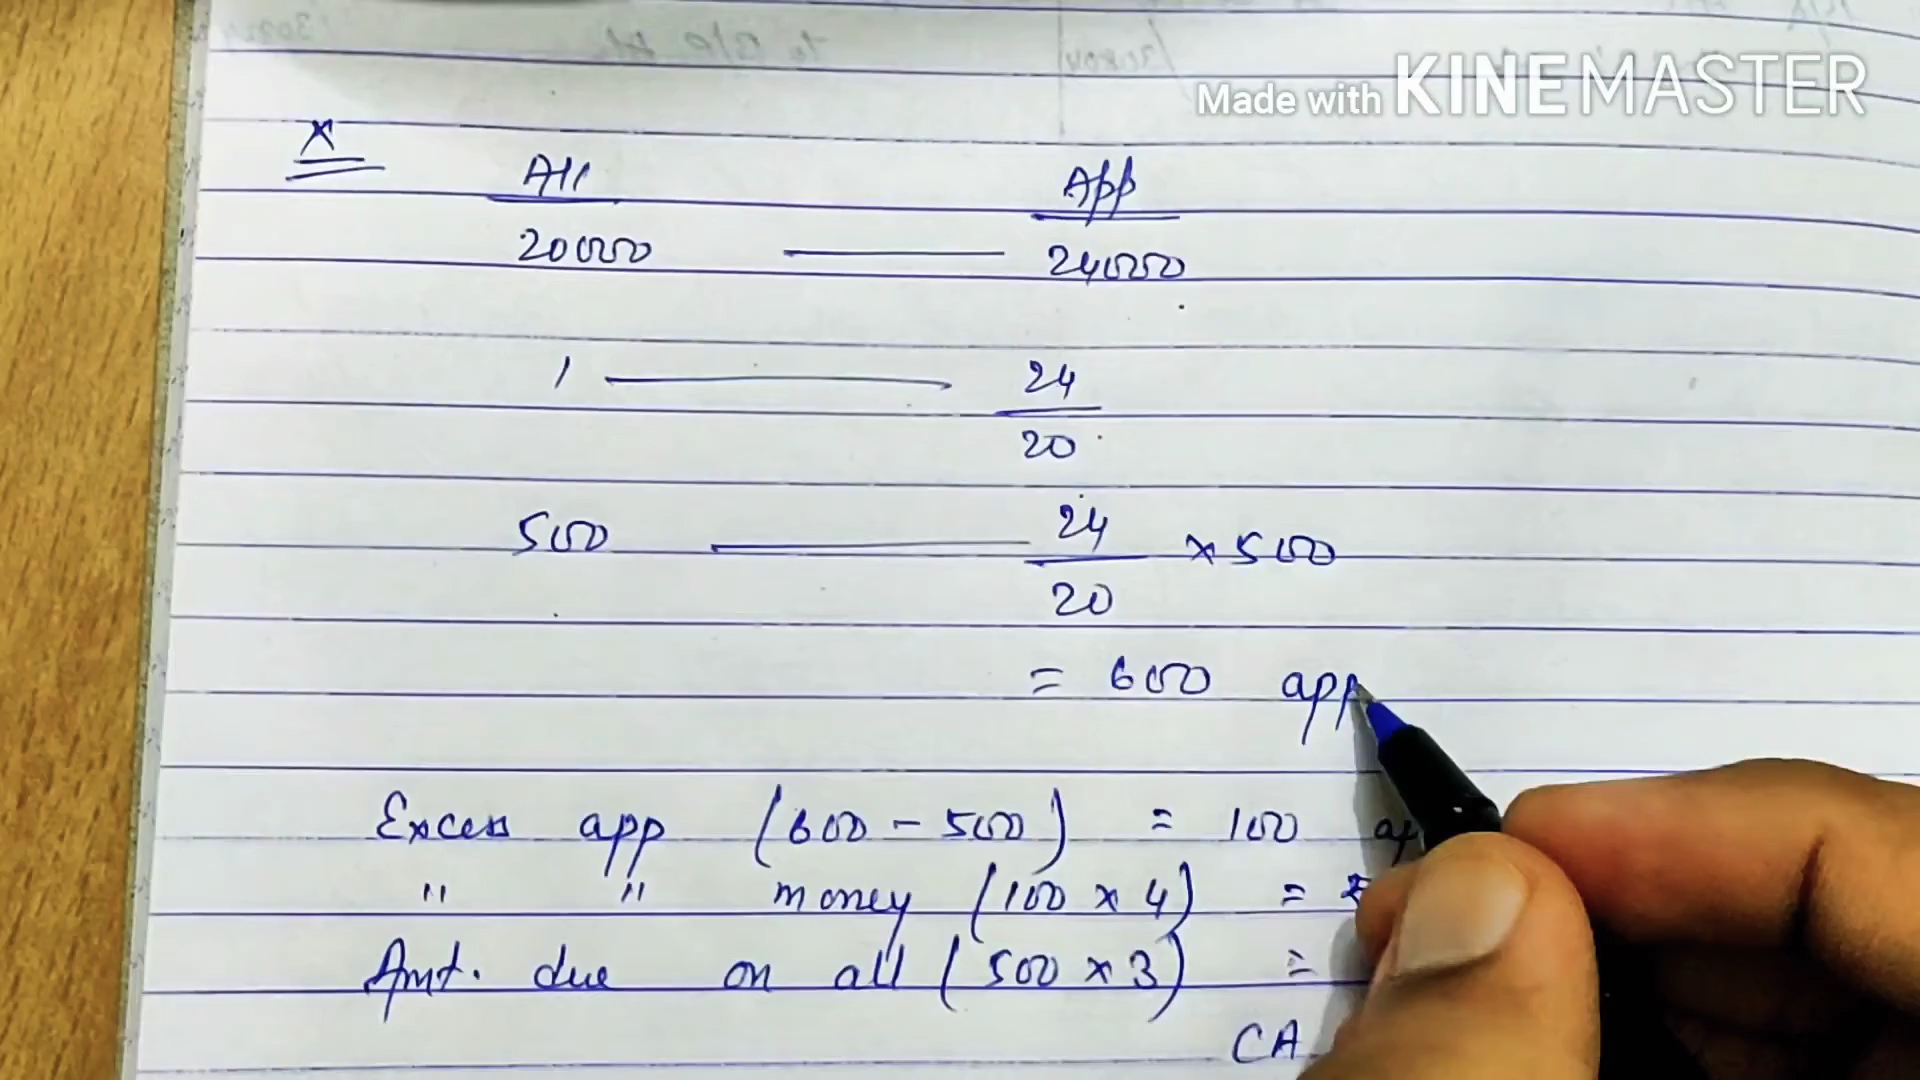 Made with KINEMASTER
X
All App
20000 — 24000
1 — 24
20
500 — 24 × 500
20
= 600 app
Excess app (600 - 500) = 100
" " money (100 × 4) =
Amt. due on all (500 × 3) =
CA